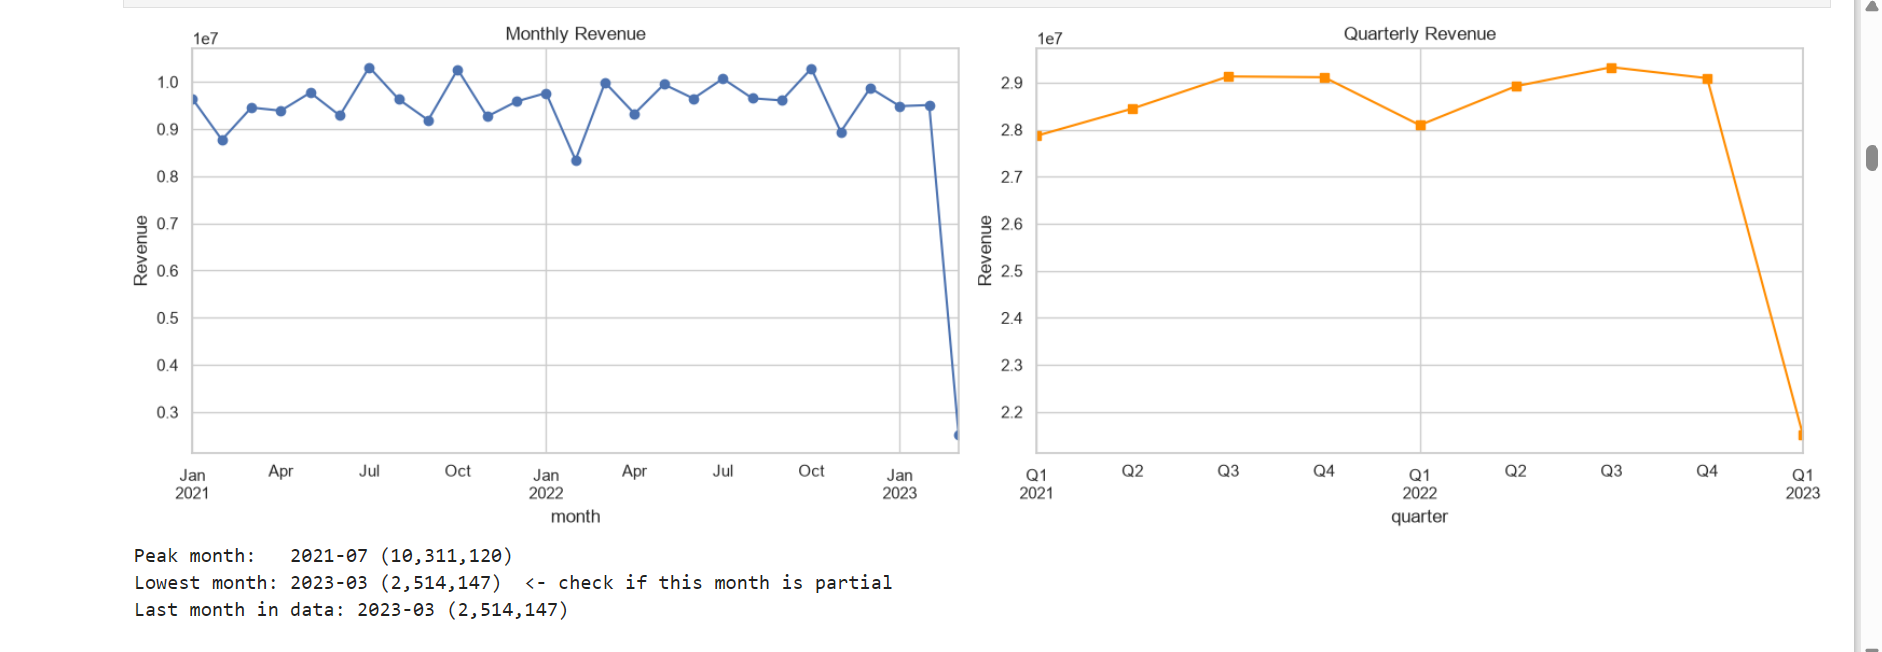 Monthly Revenue
1e7
1.0
0.9
0.8
0.7
0.6
0.5
0.4
0.3
Revenue
Jan
2021
Apr
Jul
Oct
Jan
2022
Apr
Jul
Oct
Jan
2023
month
Quarterly Revenue
1e7
2.9
2.8
2.7
2.6
2.5
2.4
2.3
2.2
Revenue
Q1
2021
Q2
Q3
Q4
Q1
2022
Q2
Q3
Q4
Q1
2023
quarter
Peak month:   2021-07 (10,311,120)
Lowest month: 2023-03 (2,514,147)  <- check if this month is partial
Last month in data: 2023-03 (2,514,147)